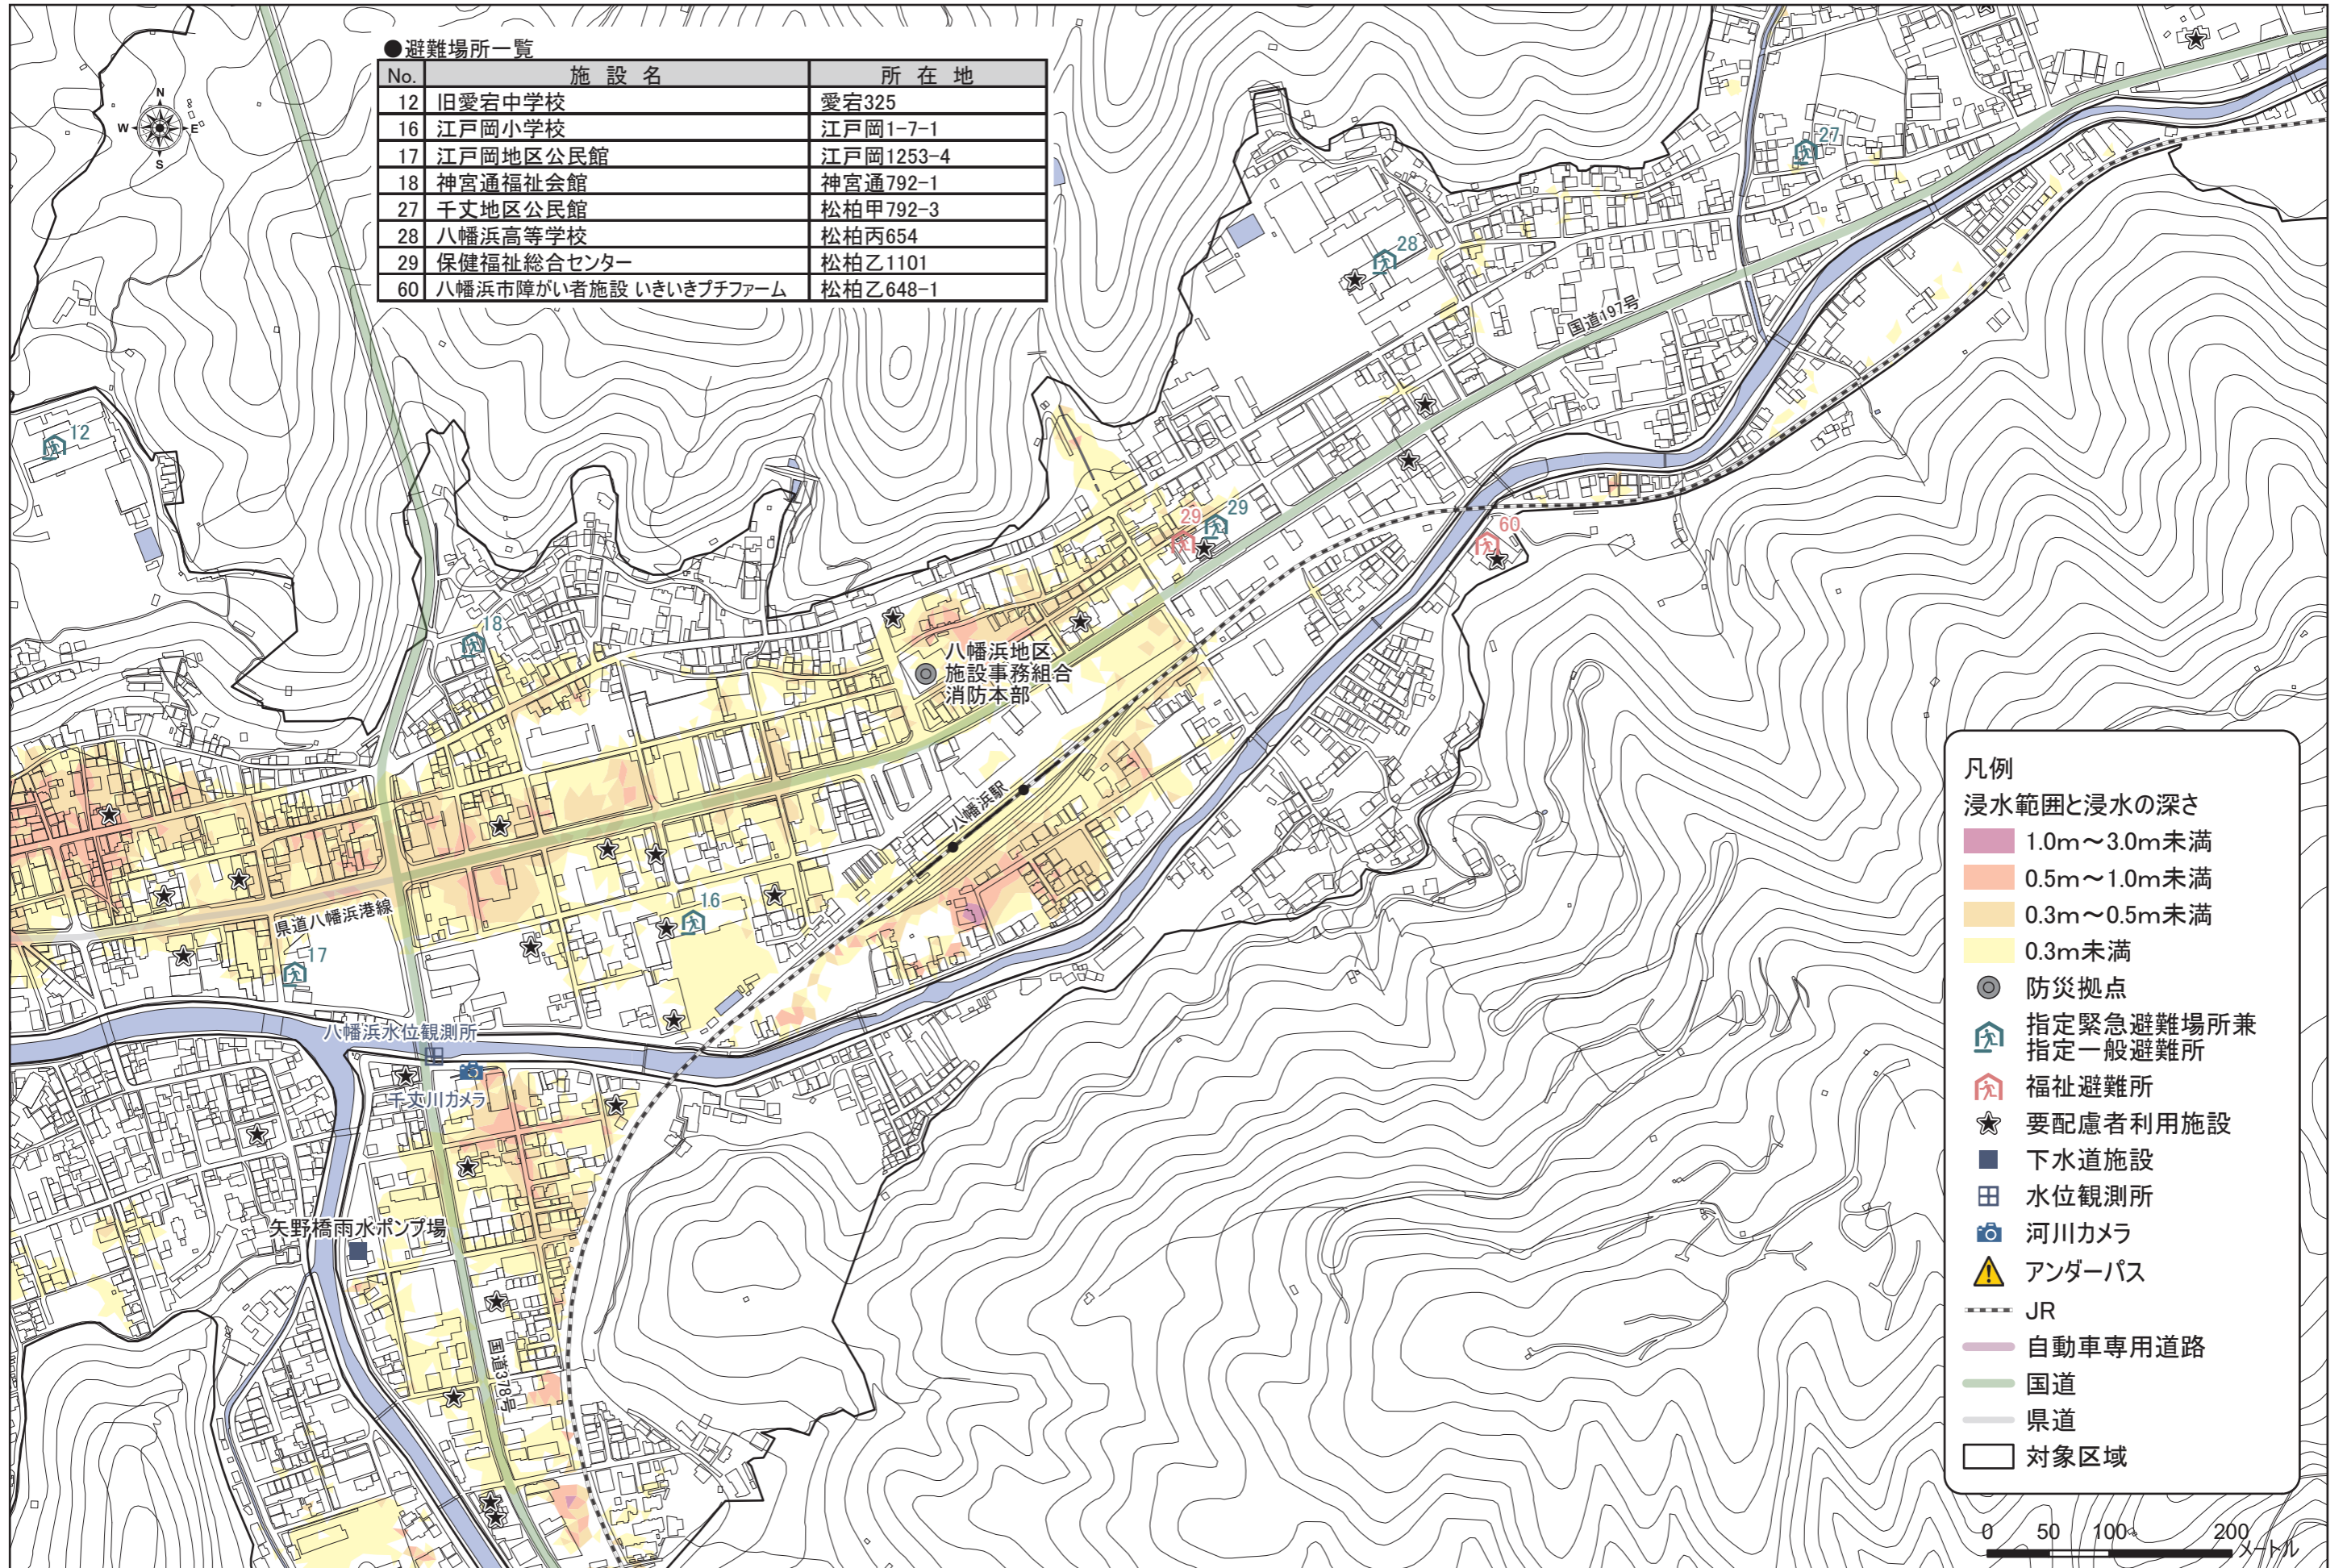 ●避難場所一覧
No. 施設名 所在地
12 旧愛宕中学校 愛宕325
16 江戸岡小学校 江戸岡1-7-1
17 江戸岡地区公民館 江戸岡1253-4
18 神宮通福祉会館 神宮通792-1
27 千丈地区公民館 松柏甲792-3
28 八幡浜高等学校 松柏丙654
29 保健福祉総合センター 松柏乙1101
60 八幡浜市障がい者施設 いきいきプチファーム 松柏乙648-1
N
W E
S
27
28
国道197号
12
29 29
60
18
八幡浜地区
施設事務組合
消防本部
八幡浜駅
16
県道八幡浜港線
17
八幡浜水位観測所
千丈川カメラ
矢野橋雨水ポンプ場
国道378号
凡例
浸水範囲と浸水の深さ
1.0m～3.0m未満
0.5m～1.0m未満
0.3m～0.5m未満
0.3m未満
防災拠点
指定緊急避難場所兼
指定一般避難所
福祉避難所
要配慮者利用施設
下水道施設
水位観測所
河川カメラ
アンダーパス
JR
自動車専用道路
国道
県道
対象区域
0 50 100 200
メートル